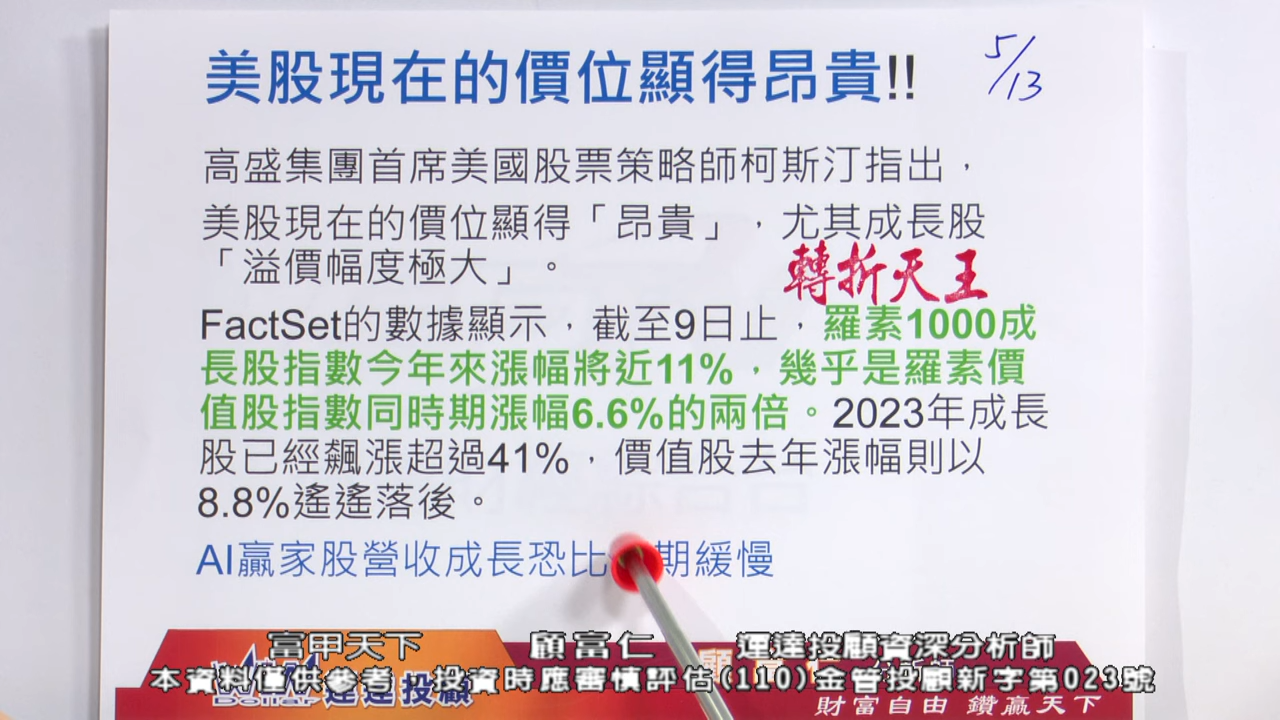 美股現在的價位顯得昂貴!!
5/13
高盛集團首席美國股票策略師柯斯汀指出，
美股現在的價位顯得「昂貴」，尤其成長股
「溢價幅度極大」。
轉折天王
FactSet的數據顯示，截至9日止，羅素1000成
長股指數今年來漲幅將近11%，幾乎是羅素價
值股指數同時期漲幅6.6%的兩倍。2023年成長
股已經飆漲超過41%，價值股去年漲幅則以
8.8%遙遙落後。
AI贏家股營收成長恐比 期緩慢
富甲天下 顧富仁 運達投顧資深分析師
本資料僅供參考，投資時應審慎評估(110)金管投顧新字第023號
Dollar 運達投顧
財富自由 鑽贏天下